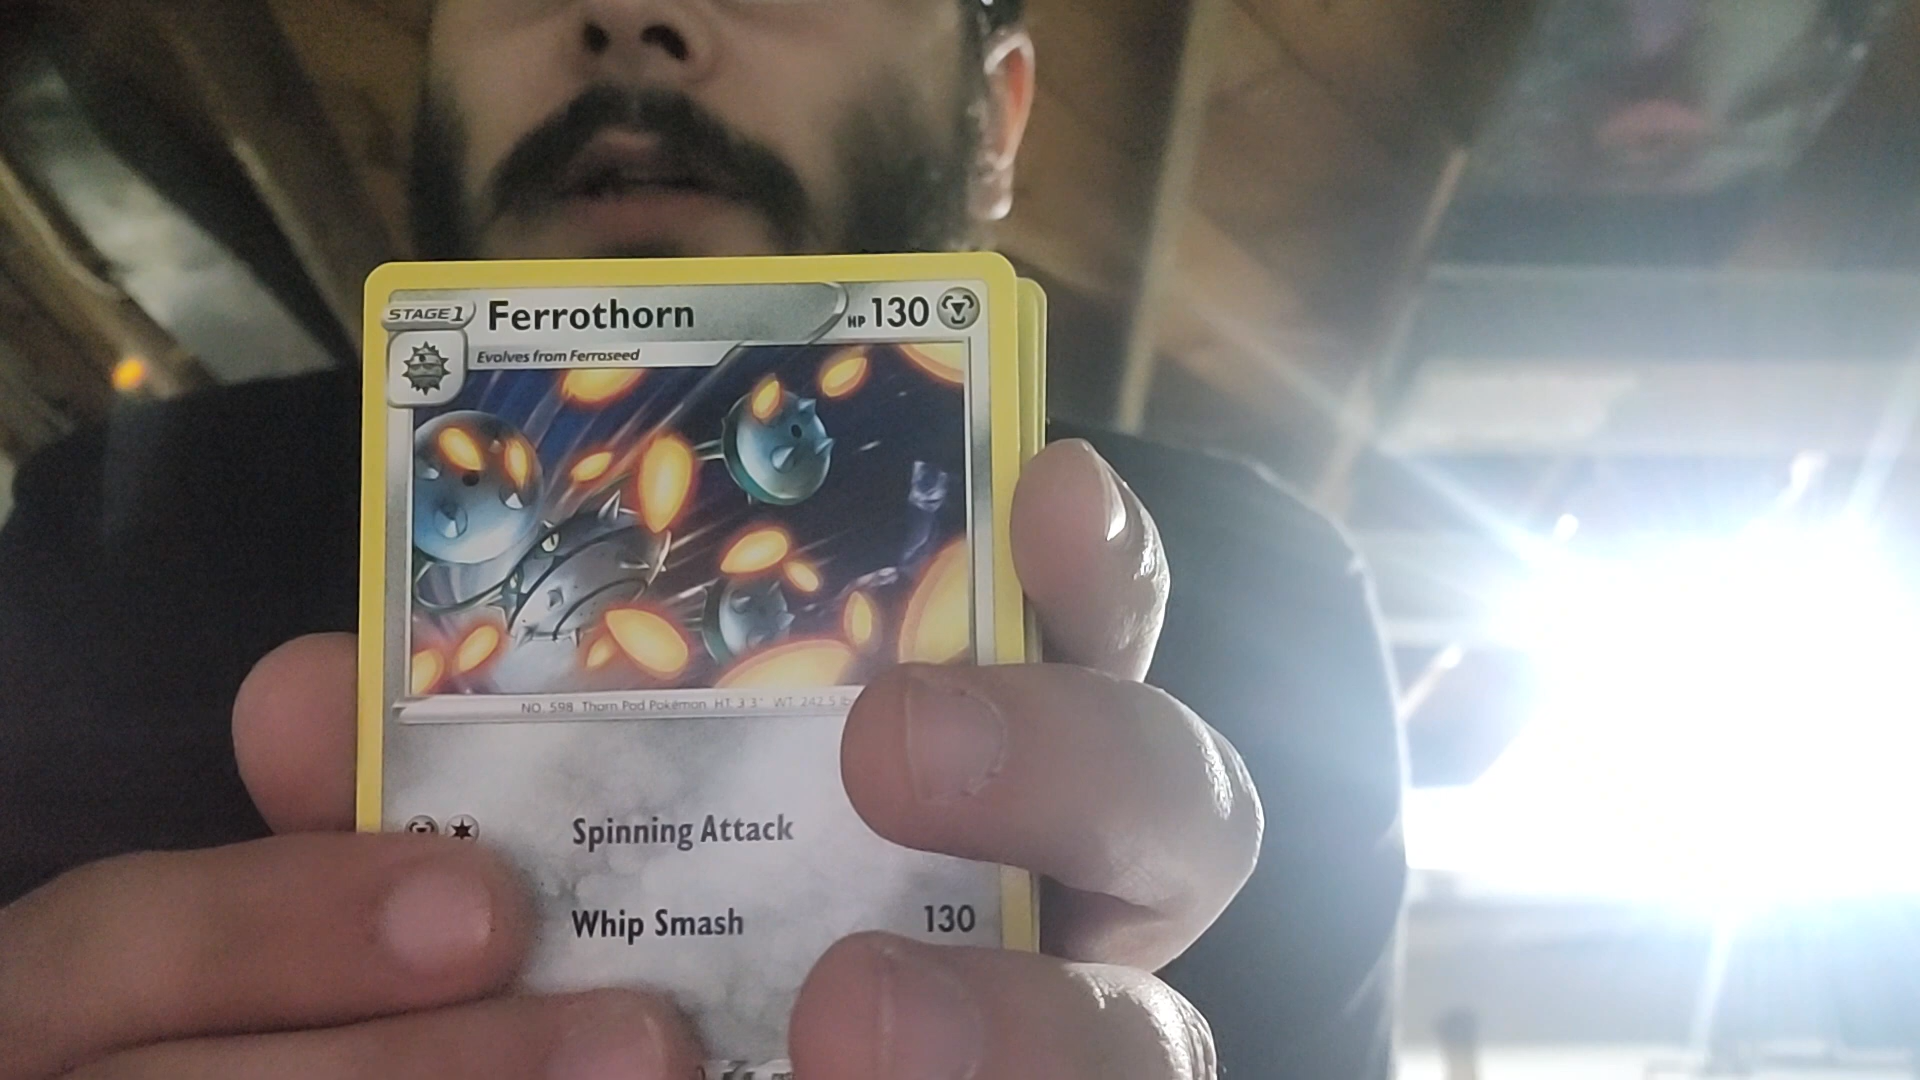 STAGE 1 Ferrothorn HP 130
Evolves from Ferroseed
NO. 598 Thorn Pod Pokémon HT: 3'3" WT: 242.5 lb
Spinning Attack
Whip Smash 130